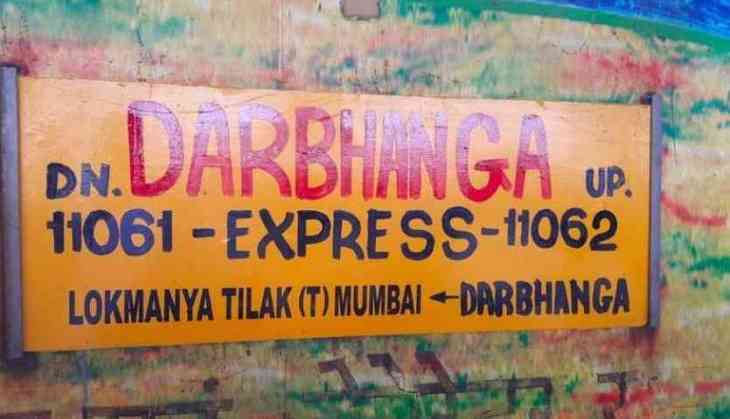 DN. DARBHANGA UP.
11061 - EXPRESS - 11062
LOKMANYA TILAK (T) MUMBAI ← DARBHANGA